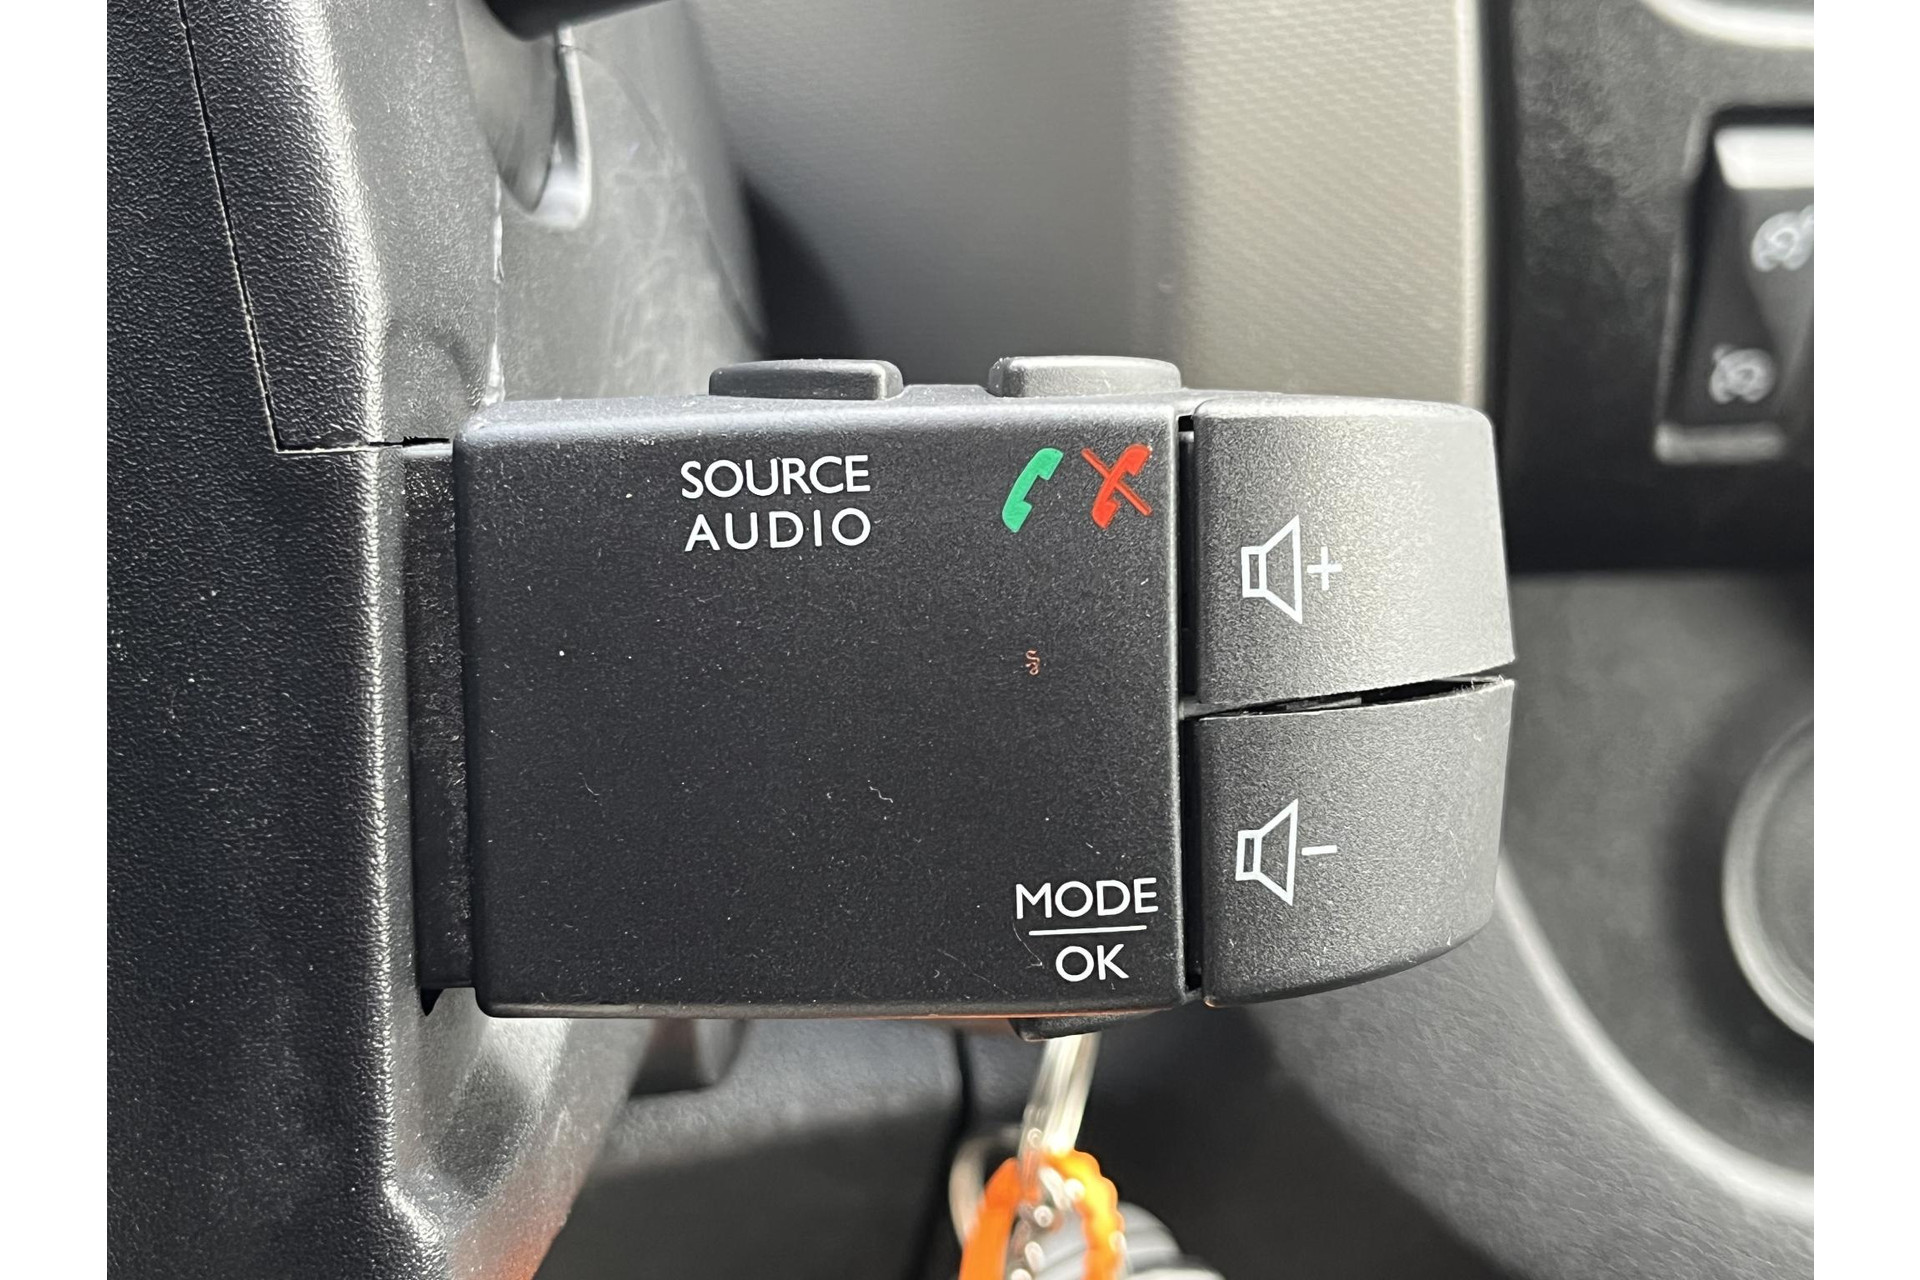 SOURCE
AUDIO
+
-
MODE
OK